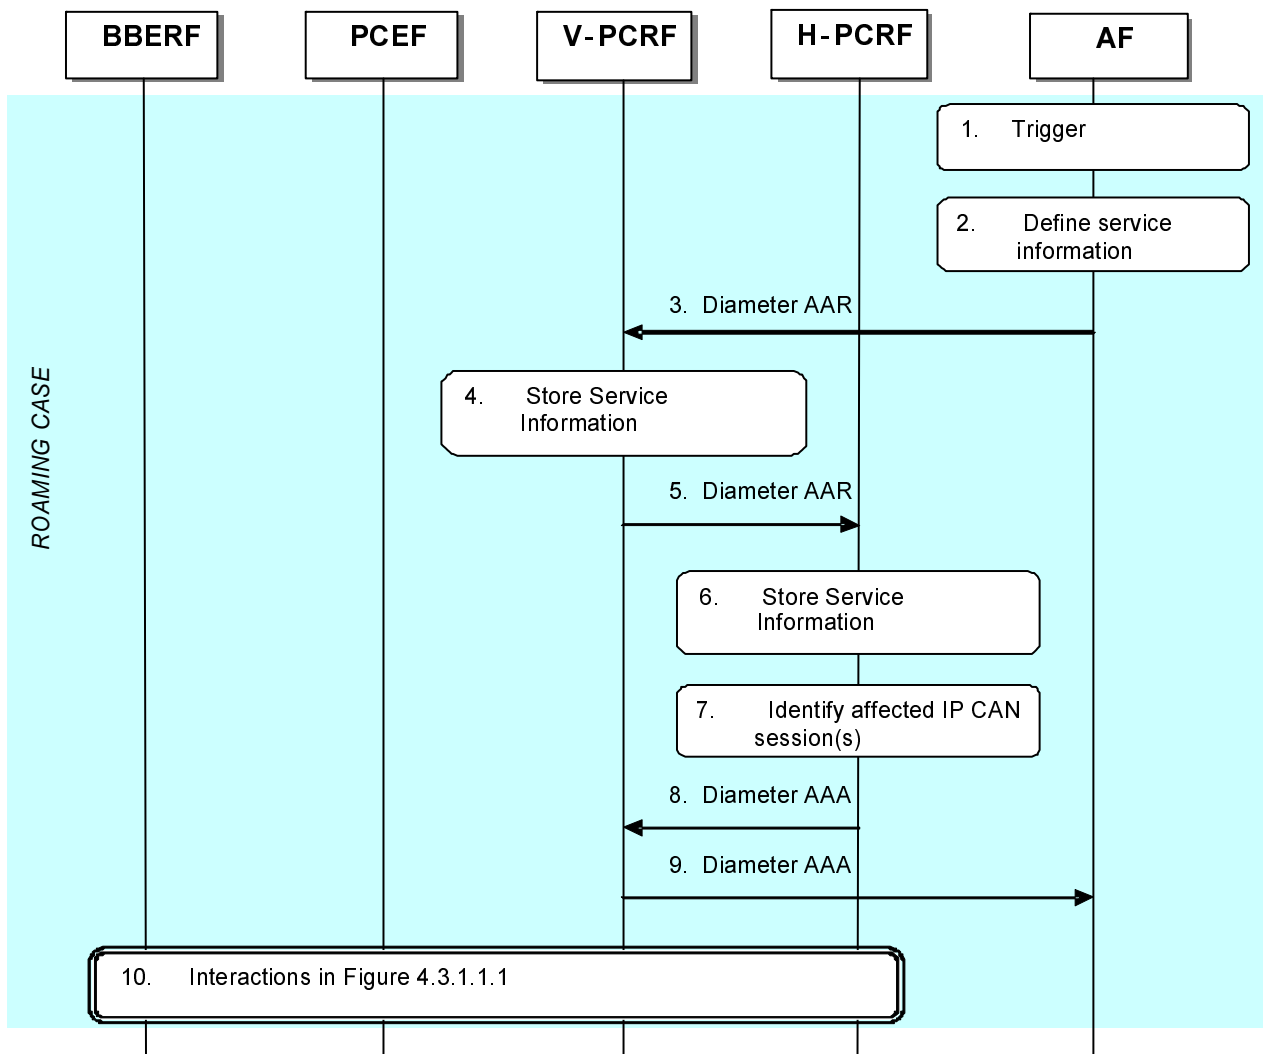 BBERF
PCEF
V-PCRF
H-PCRF
AF
1. Trigger
2. Define service
information
3. Diameter AAR
ROAMING CASE
4. Store Service
Information
5. Diameter AAR
6. Store Service
Information
7. Identify affected IP CAN
session(s)
8. Diameter AAA
9. Diameter AAA
10. Interactions in Figure 4.3.1.1.1